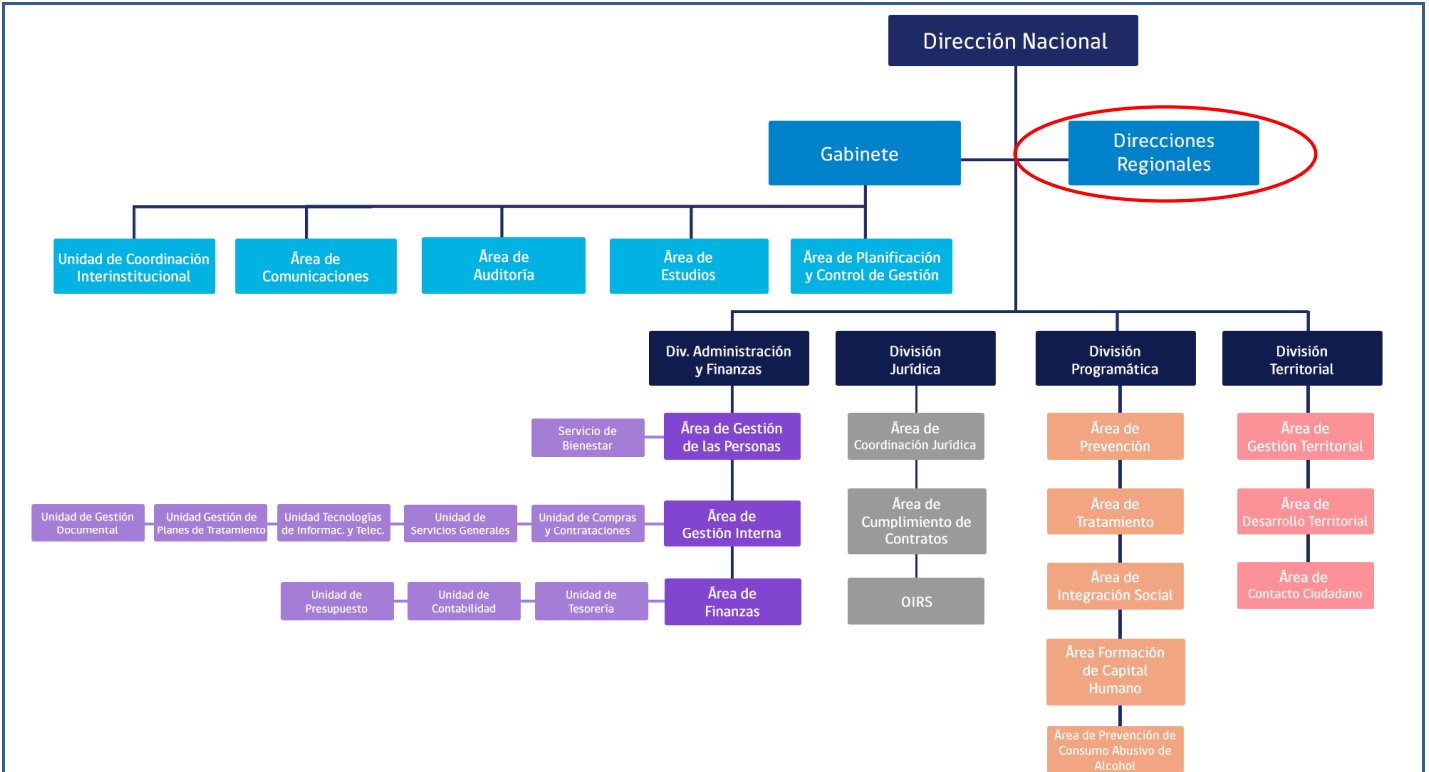 Dirección Nacional
Gabinete
Direcciones
Regionales
Unidad de Coordinación
Interinstitucional
Área de
Comunicaciones
Área de
Auditoría
Área de
Estudios
Área de Planificación
y Control de Gestión
Div. Administración
y Finanzas
División
Jurídica
División
Programática
División
Territorial
Servicio de
Bienestar
Área de Gestión
de las Personas
Área de
Coordinación Jurídica
Área de
Prevención
Área de
Gestión Territorial
Unidad de Gestión
Documental
Unidad Gestión de
Planes de Tratamiento
Unidad Tecnologías
de Informac. y Telec.
Unidad de
Servicios Generales
Unidad de Compras
y Contrataciones
Área de
Gestión Interna
Área de
Cumplimiento de
Contratos
Área de
Tratamiento
Área de
Desarrollo Territorial
Unidad de
Presupuesto
Unidad de
Contabilidad
Unidad de
Tesorería
Área de
Finanzas
OIRS
Área de
Integración Social
Área de
Contacto Ciudadano
Área Formación
de Capital
Humano
Área de Prevención de
Consumo Abusivo de
Alcohol